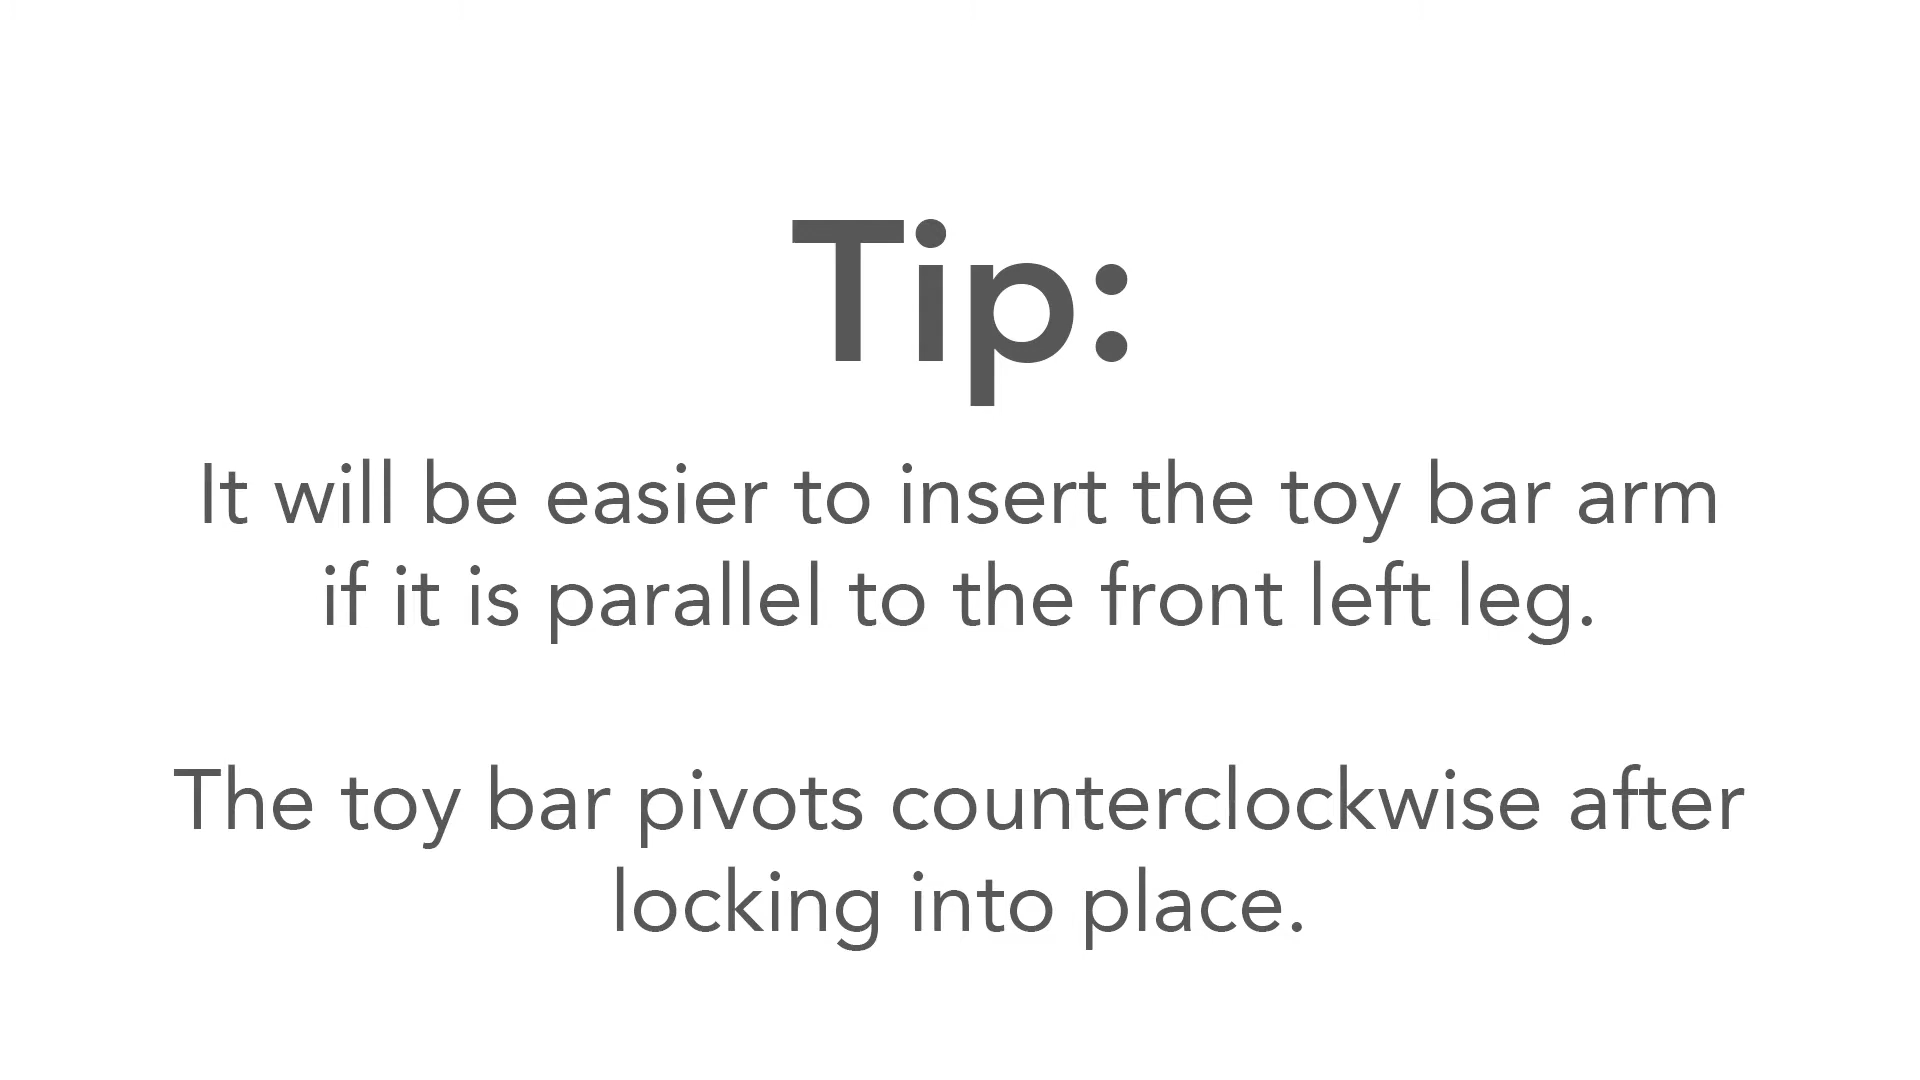 Tip:
It will be easier to insert the toy bar arm
if it is parallel to the front left leg.
The toy bar pivots counterclockwise after
locking into place.